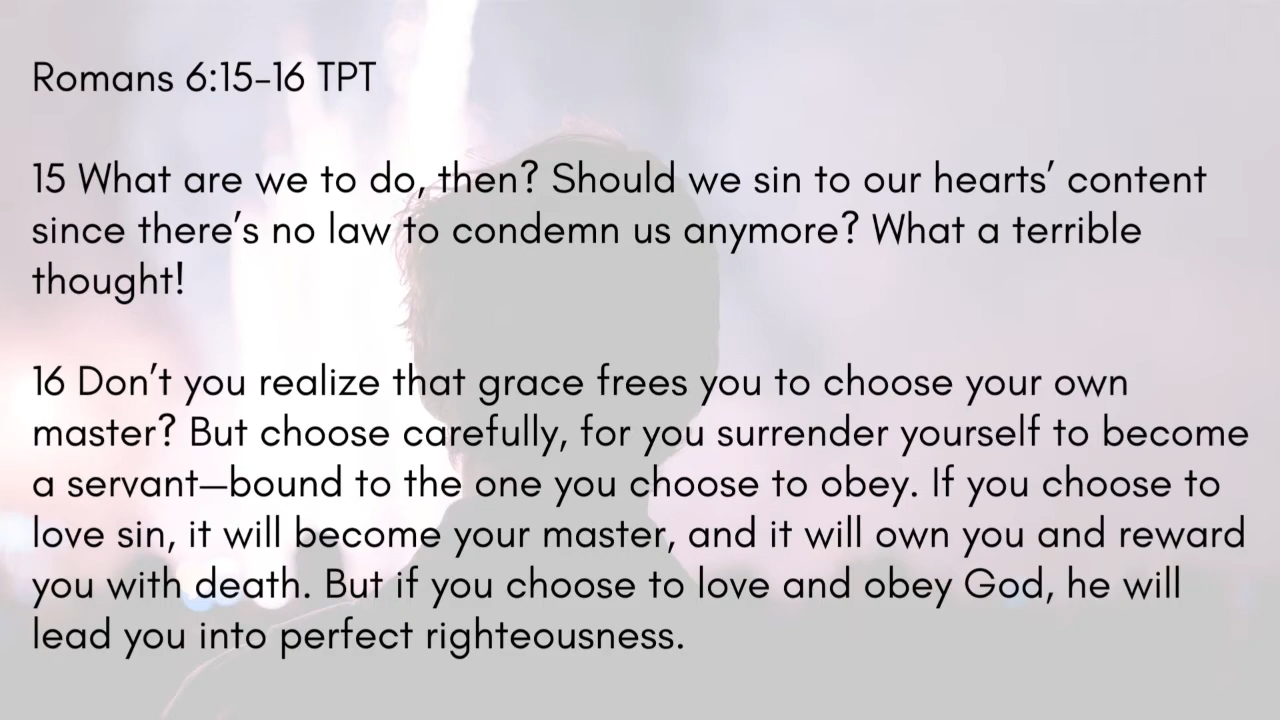 Romans 6:15–16 TPT
15 What are we to do, then? Should we sin to our hearts’ content
since there’s no law to condemn us anymore? What a terrible
thought!
16 Don’t you realize that grace frees you to choose your own
master? But choose carefully, for you surrender yourself to become
a servant—bound to the one you choose to obey. If you choose to
love sin, it will become your master, and it will own you and reward
you with death. But if you choose to love and obey God, he will
lead you into perfect righteousness.